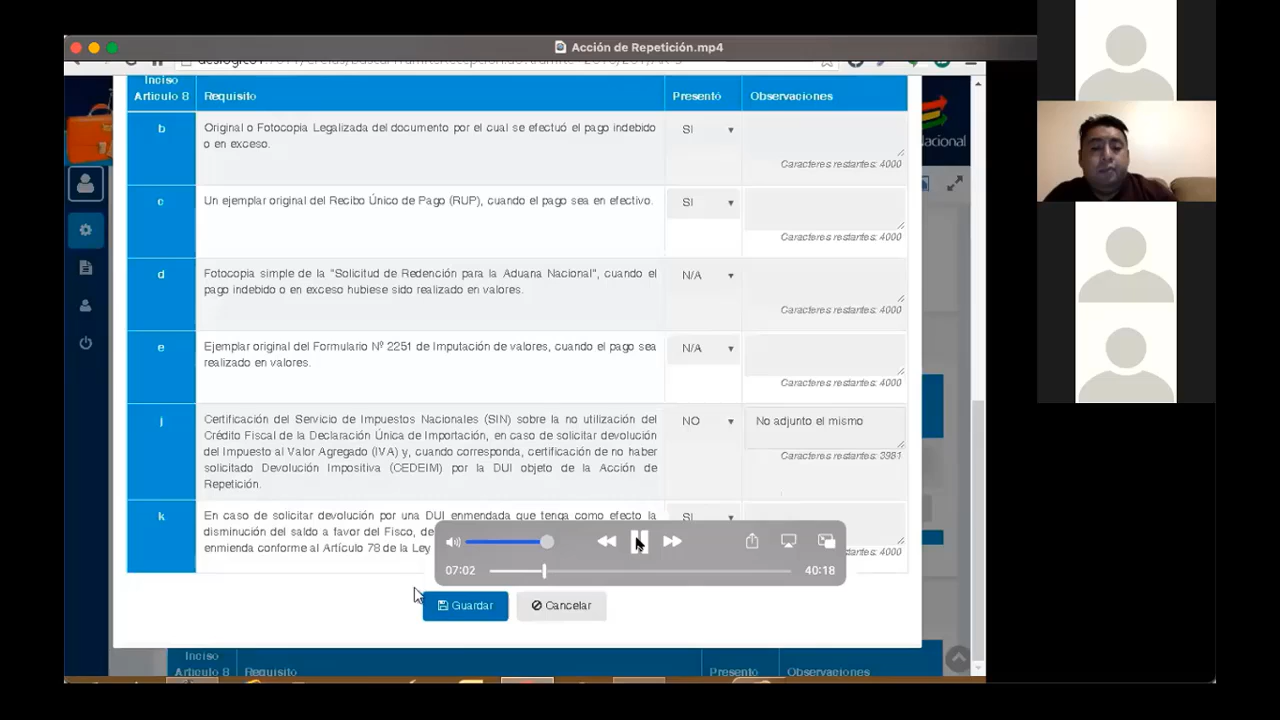 Acción de Repetición.mp4
Inciso
Artículo 8 Requisito Presentó Observaciones
b Original o Fotocopia Legalizada del documento por el cual se efectuó el pago indebido SI
o en exceso.
Caracteres restantes: 4000
c Un ejemplar original del Recibo Único de Pago (RUP), cuando el pago sea en efectivo. SI
Caracteres restantes: 4000
d Fotocopia simple de la "Solicitud de Redención para la Aduana Nacional", cuando el N/A
pago indebido o en exceso hubiese sido realizado en valores.
Caracteres restantes: 4000
e Ejemplar original del Formulario Nº 2251 de Imputación de valores, cuando el pago sea N/A
realizado en valores.
Caracteres restantes: 4000
j Certificación del Servicio de Impuestos Nacionales (SIN) sobre la no utilización del NO No adjunto el mismo
Crédito Fiscal de la Declaración Única de Importación, en caso de solicitar devolución
del Impuesto al Valor Agregado (IVA) y, cuando corresponda, certificación de no haber
Caracteres restantes: 3981
solicitado Devolución Impositiva (CEDEIM) por la DUI objeto de la Acción de
Repetición.
k En caso de solicitar devolución por una DUI enmendada que tenga como efecto la SI
disminución del saldo a favor del Fisco, de
enmienda conforme al Artículo 78 de la Ley
restantes: 4000
07:02 40:18
Guardar Cancelar
Inciso
Artículo 8 Requisito Presentó Observaciones
acional